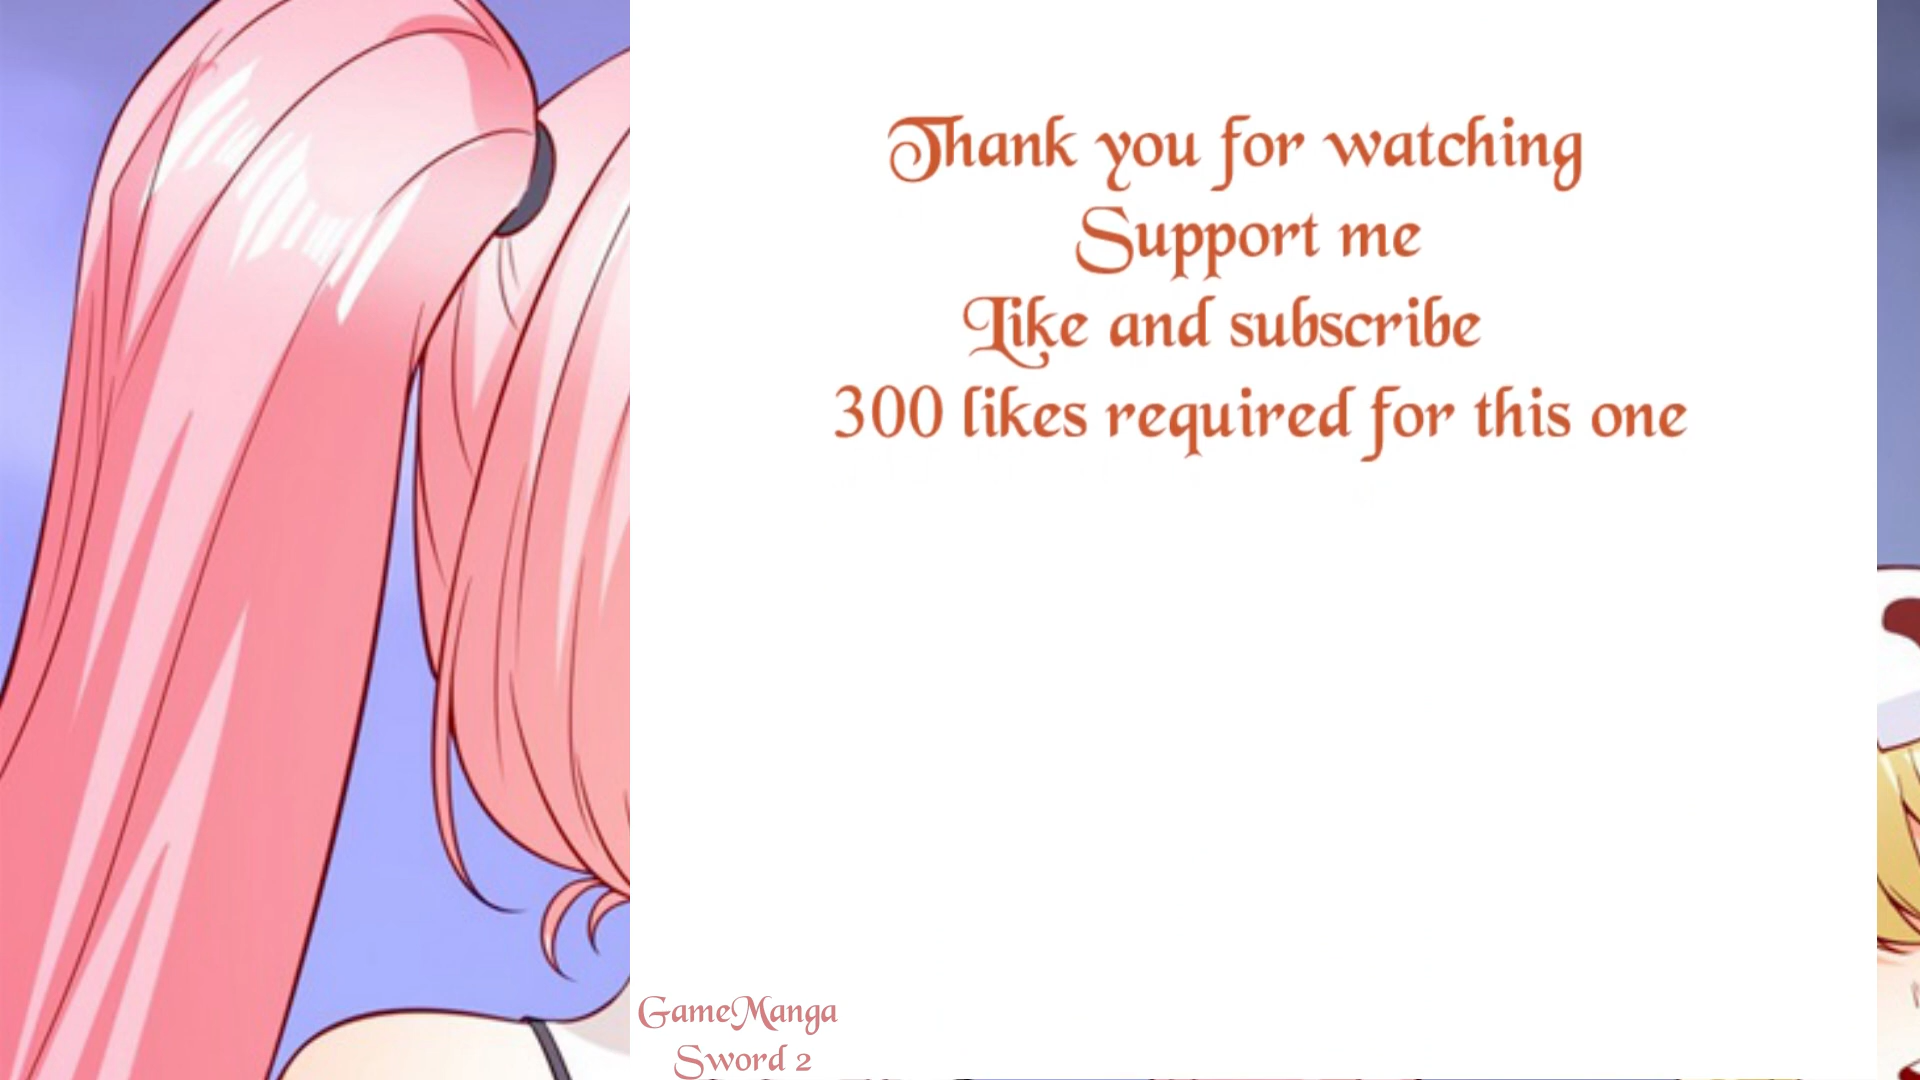 Thank you for watching
Support me
Like and subscribe
300 likes required for this one
GameManga
Sword 2